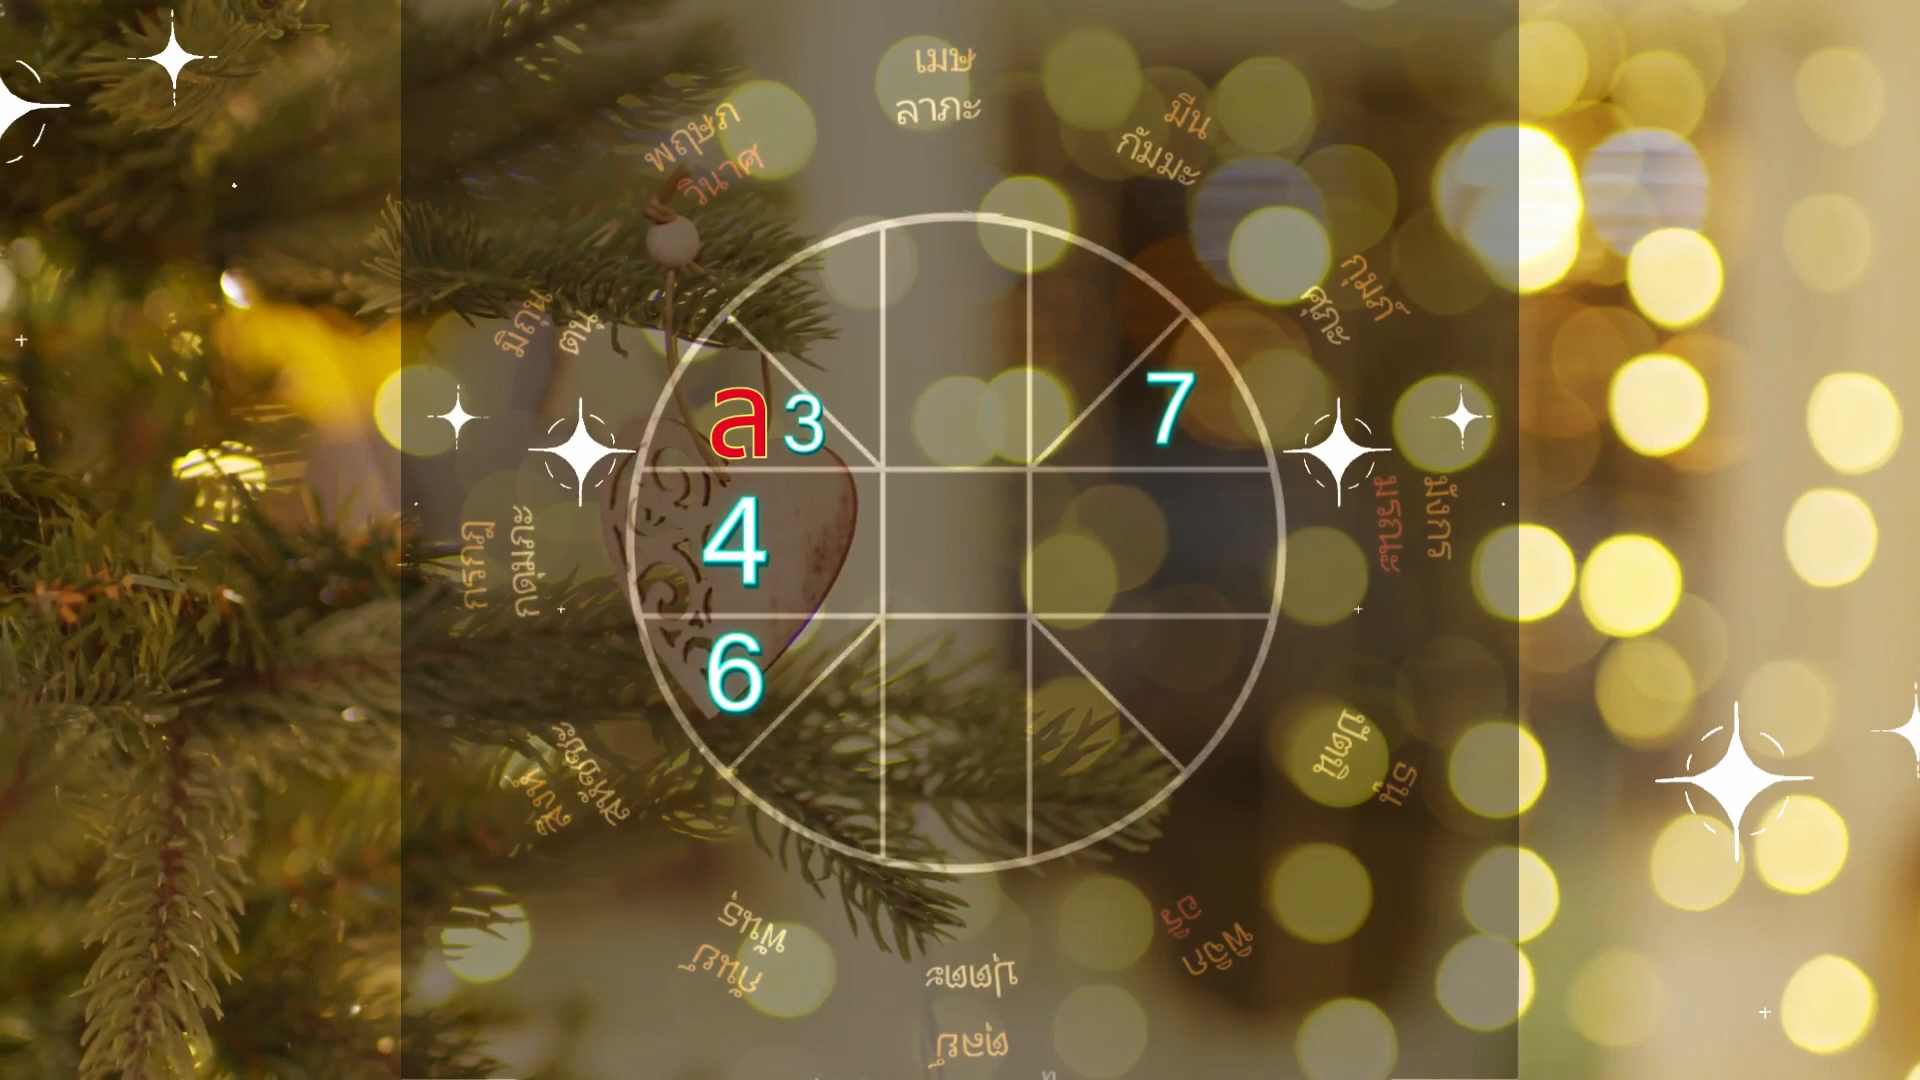 เมษ
ลาภะ
พฤษภ
วินาศ
มีน
กัมมะ
มิถุน
ตนุ
กุมภ์
ศุภะ
ล 3
7
กรกฎ
กดุมภะ
4
มังกร
มรณะ
6
สิงห์
สหัชชะ
ปัตนิ
ธนู
พันธุ
กันย์
ปุตตะ
ตุลย์
อริ
พิจิก